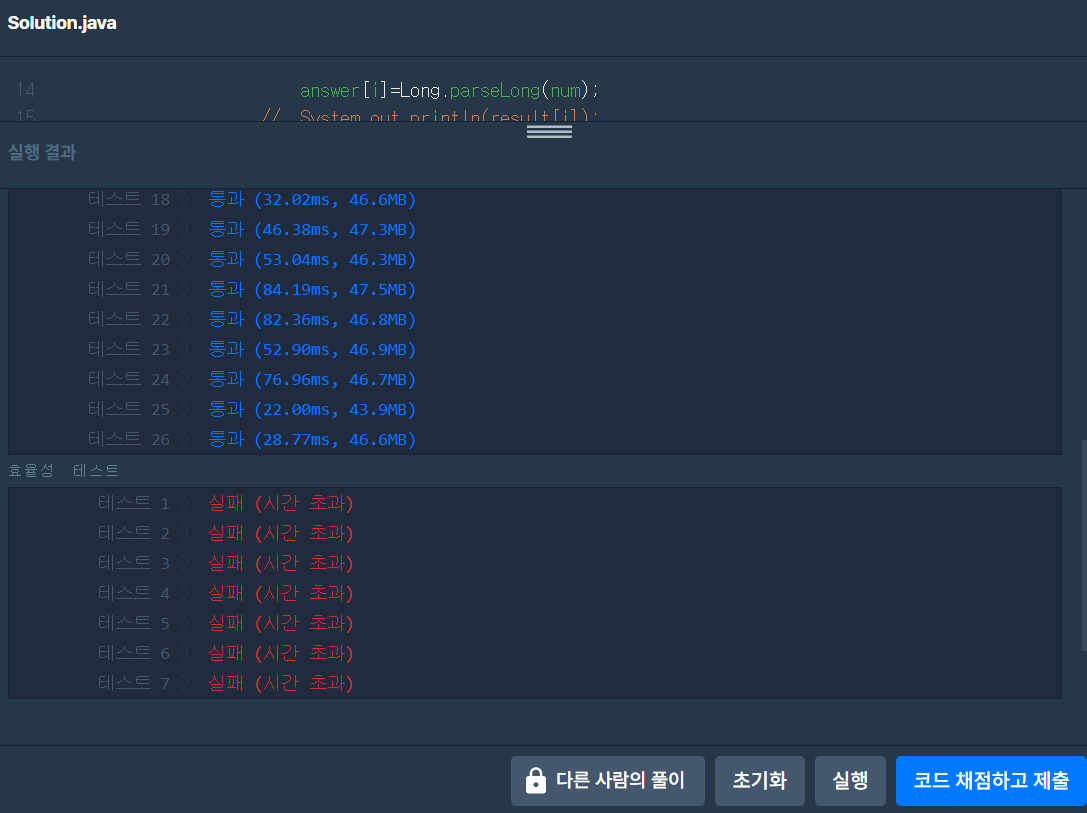 Solution.java
14 answer[i]=Long.parseLong(num);
15 // System.out.println(result[i]);
실행 결과
테스트 18 〉 통과 (32.02ms, 46.6MB)
테스트 19 〉 통과 (46.38ms, 47.3MB)
테스트 20 〉 통과 (53.04ms, 46.3MB)
테스트 21 〉 통과 (84.19ms, 47.5MB)
테스트 22 〉 통과 (82.36ms, 46.8MB)
테스트 23 〉 통과 (52.90ms, 46.9MB)
테스트 24 〉 통과 (76.96ms, 46.7MB)
테스트 25 〉 통과 (22.00ms, 43.9MB)
테스트 26 〉 통과 (28.77ms, 46.6MB)
효율성 테스트
테스트 1 〉 실패 (시간 초과)
테스트 2 〉 실패 (시간 초과)
테스트 3 〉 실패 (시간 초과)
테스트 4 〉 실패 (시간 초과)
테스트 5 〉 실패 (시간 초과)
테스트 6 〉 실패 (시간 초과)
테스트 7 〉 실패 (시간 초과)
다른 사람의 풀이 초기화 실행 코드 채점하고 제출